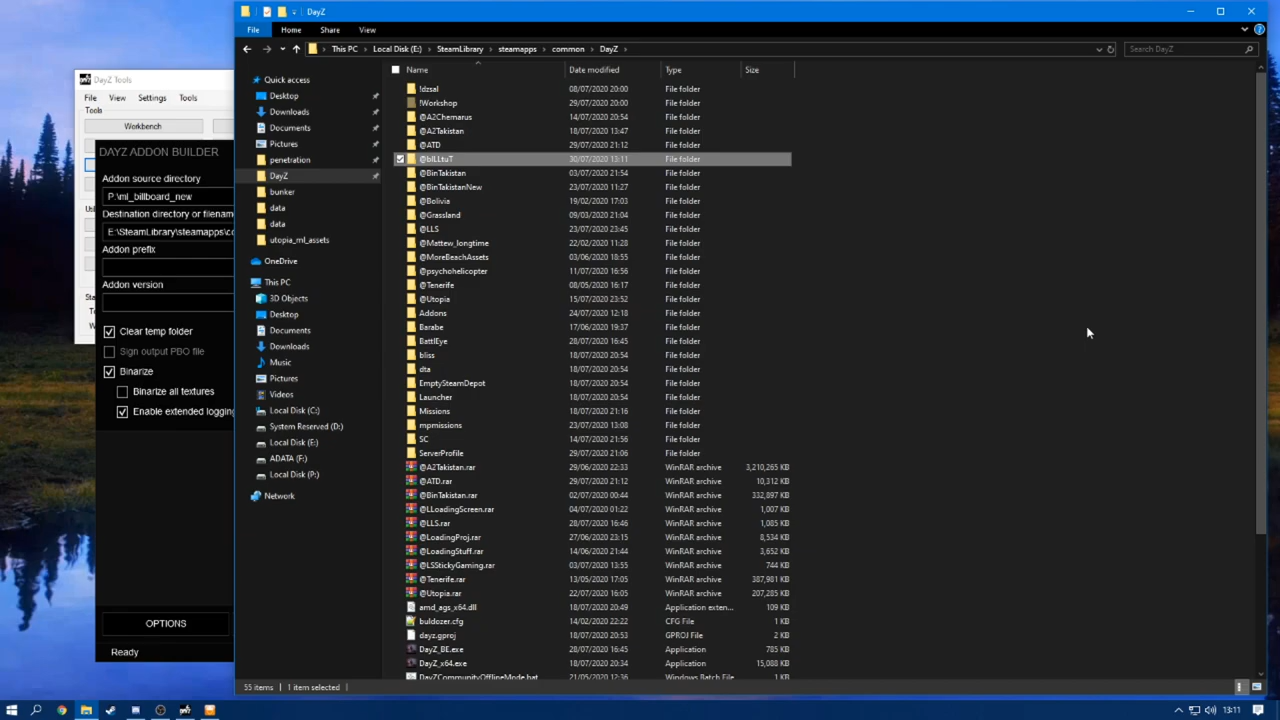 DayZ
File Home Share View
This PC > Local Disk (E:) > SteamLibrary > steamapps > common > DayZ >
Search DayZ
Name Date modified Type Size
Quick access
Desktop
Downloads
Documents
Pictures
penetration
DayZ
bunker
data
data
utopia_ml_assets
OneDrive
This PC
3D Objects
Desktop
Documents
Downloads
Music
Pictures
Videos
Local Disk (C:)
System Reserved (D:)
Local Disk (E:)
ADATA (F:)
Local Disk (P:)
Network
!dzsal 08/07/2020 20:00 File folder
!Workshop 29/07/2020 20:00 File folder
@A2Chernarus 14/07/2020 20:54 File folder
@A2Takistan 18/07/2020 13:47 File folder
@ATD 29/07/2020 21:12 File folder
@bILLtuT 30/07/2020 13:11 File folder
@BinTakistan 03/07/2020 21:54 File folder
@BinTakistanNew 23/07/2020 11:27 File folder
@Bolivia 19/02/2020 17:03 File folder
@Grassland 09/03/2020 21:04 File folder
@LLS 23/07/2020 23:45 File folder
@Mattew_longtime 22/02/2020 11:28 File folder
@MoreBeachAssets 03/06/2020 18:55 File folder
@psychohelicopter 11/07/2020 16:56 File folder
@Tenerife 08/05/2020 16:17 File folder
@Utopia 15/07/2020 23:52 File folder
Addons 24/07/2020 12:18 File folder
Barabe 17/06/2020 19:37 File folder
BattlEye 28/07/2020 16:45 File folder
bliss 18/07/2020 20:54 File folder
dta 18/07/2020 20:54 File folder
EmptySteamDepot 18/07/2020 20:54 File folder
Launcher 18/07/2020 20:54 File folder
Missions 18/07/2020 21:16 File folder
mpmissions 23/07/2020 13:08 File folder
SC 14/07/2020 21:56 File folder
ServerProfile 29/07/2020 21:06 File folder
@A2Takistan.rar 29/06/2020 22:33 WinRAR archive 3,210,265 KB
@ATD.rar 29/07/2020 21:12 WinRAR archive 10,312 KB
@BinTakistan.rar 02/07/2020 00:44 WinRAR archive 332,897 KB
@LLoadingScreen.rar 04/07/2020 01:22 WinRAR archive 1,007 KB
@LLS.rar 28/07/2020 16:46 WinRAR archive 1,085 KB
@LoadingProj.rar 27/06/2020 23:15 WinRAR archive 8,534 KB
@LoadingStuff.rar 14/06/2020 21:44 WinRAR archive 3,652 KB
@LSStickyGaming.rar 03/07/2020 13:55 WinRAR archive 744 KB
@Tenerife.rar 13/05/2020 17:05 WinRAR archive 387,981 KB
@Utopia.rar 22/07/2020 16:05 WinRAR archive 207,285 KB
amd_ags_x64.dll 18/07/2020 20:49 Application exten... 109 KB
buldozer.cfg 14/02/2020 22:22 CFG File 1 KB
dayz.gproj 18/07/2020 20:53 GPROJ File 2 KB
DayZ_BE.exe 28/07/2020 16:45 Application 785 KB
DayZ_x64.exe 18/07/2020 20:34 Application 15,088 KB
DayZCommunityOfflineMode.bat 21/05/2020 12:36 Windows Batch File 1 KB
55 items 1 item selected
DayZ Tools
File View Settings Tools
Tools
Workbench
DAYZ ADDON BUILDER
Addon source directory
P:\ml_billboard_new
Destination directory or filename
E:\SteamLibrary\steamapps\co
Addon prefix
Addon version
Clear temp folder
Sign output PBO file
Binarize
Binarize all textures
Enable extended logging
OPTIONS
Ready
13:11